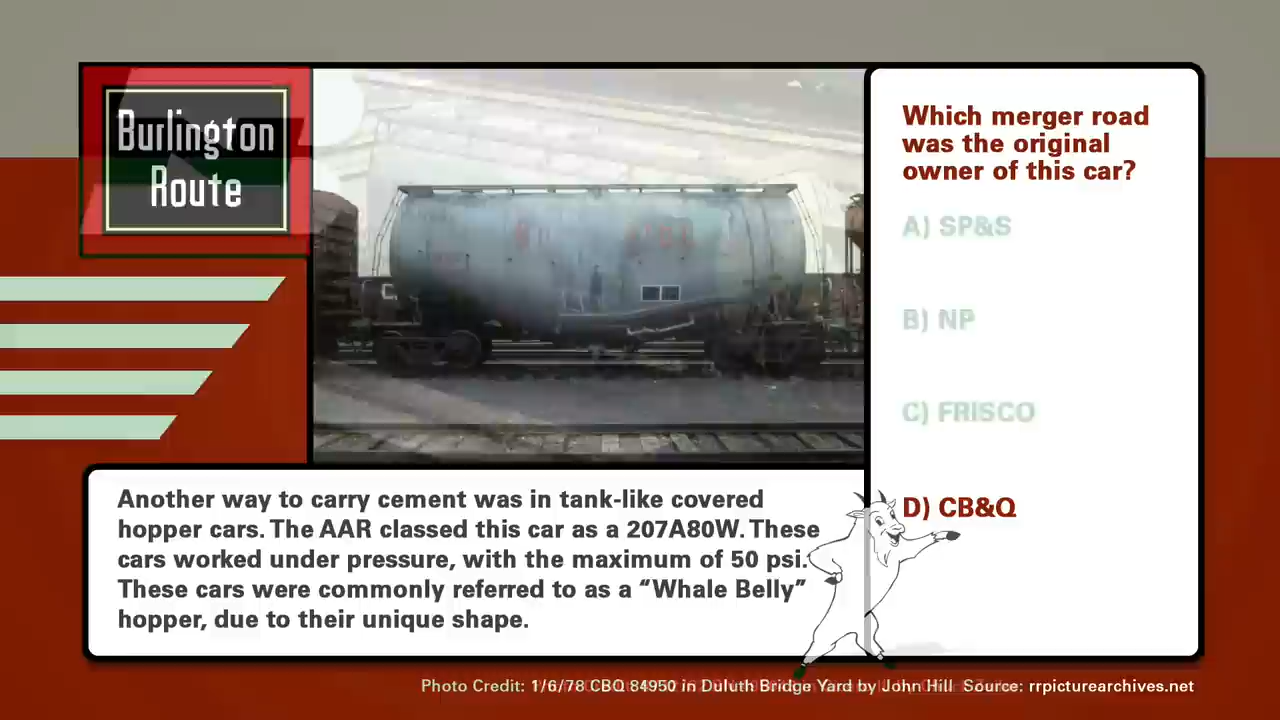 Burlington
Route
Which merger road
was the original
owner of this car?
A) SP&S
B) NP
C) FRISCO
D) CB&Q
Another way to carry cement was in tank-like covered
hopper cars. The AAR classed this car as a 207A80W. These
cars worked under pressure, with the maximum of 50 psi.
These cars were commonly referred to as a “Whale Belly”
hopper, due to their unique shape.
Photo Credit: 1/6/78 CBQ 84950 in Duluth Bridge Yard by John Hill Source: rrpicturearchives.net